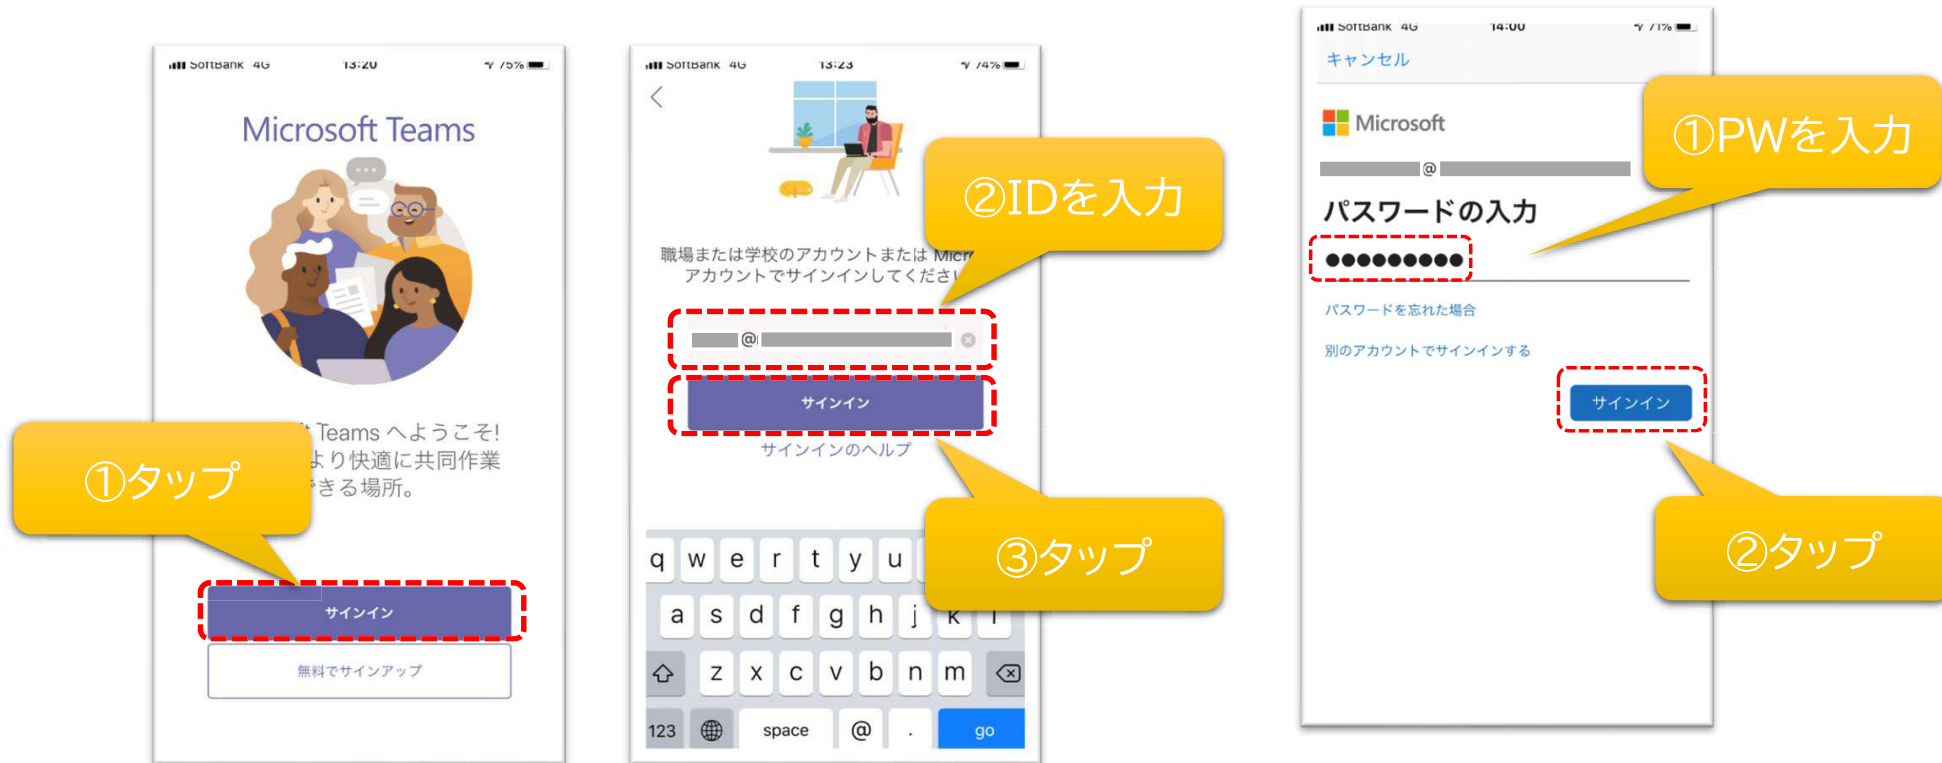 SoftBank 4G 13:20 75%
Microsoft Teams
Teams へようこそ!
より快適に共同作業
きる場所。
①タップ
サインイン
無料でサインアップ
SoftBank 4G 13:23 74%
職場または学校のアカウントまたは Micr
アカウントでサインインしてくださ
②IDを入力
@
サインイン
サインインのヘルプ
③タップ
q w e r t y u
a s d f g h j k l
z x c v b n m
123 space @ . go
SoftBank 4G 14:00 71%
キャンセル
Microsoft
①PWを入力
@
パスワードの入力
パスワードを忘れた場合
別のアカウントでサインインする
サインイン
②タップ